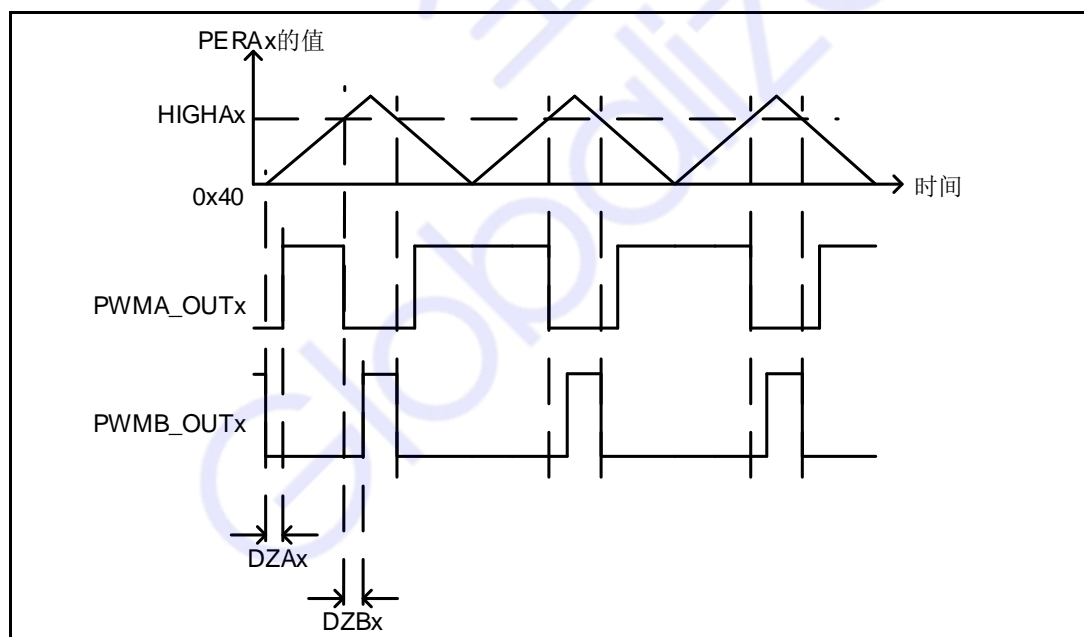 PERAx的值
HIGHAx
0x40
时间
PWMA_OUTx
PWMB_OUTx
DZAx
DZBx